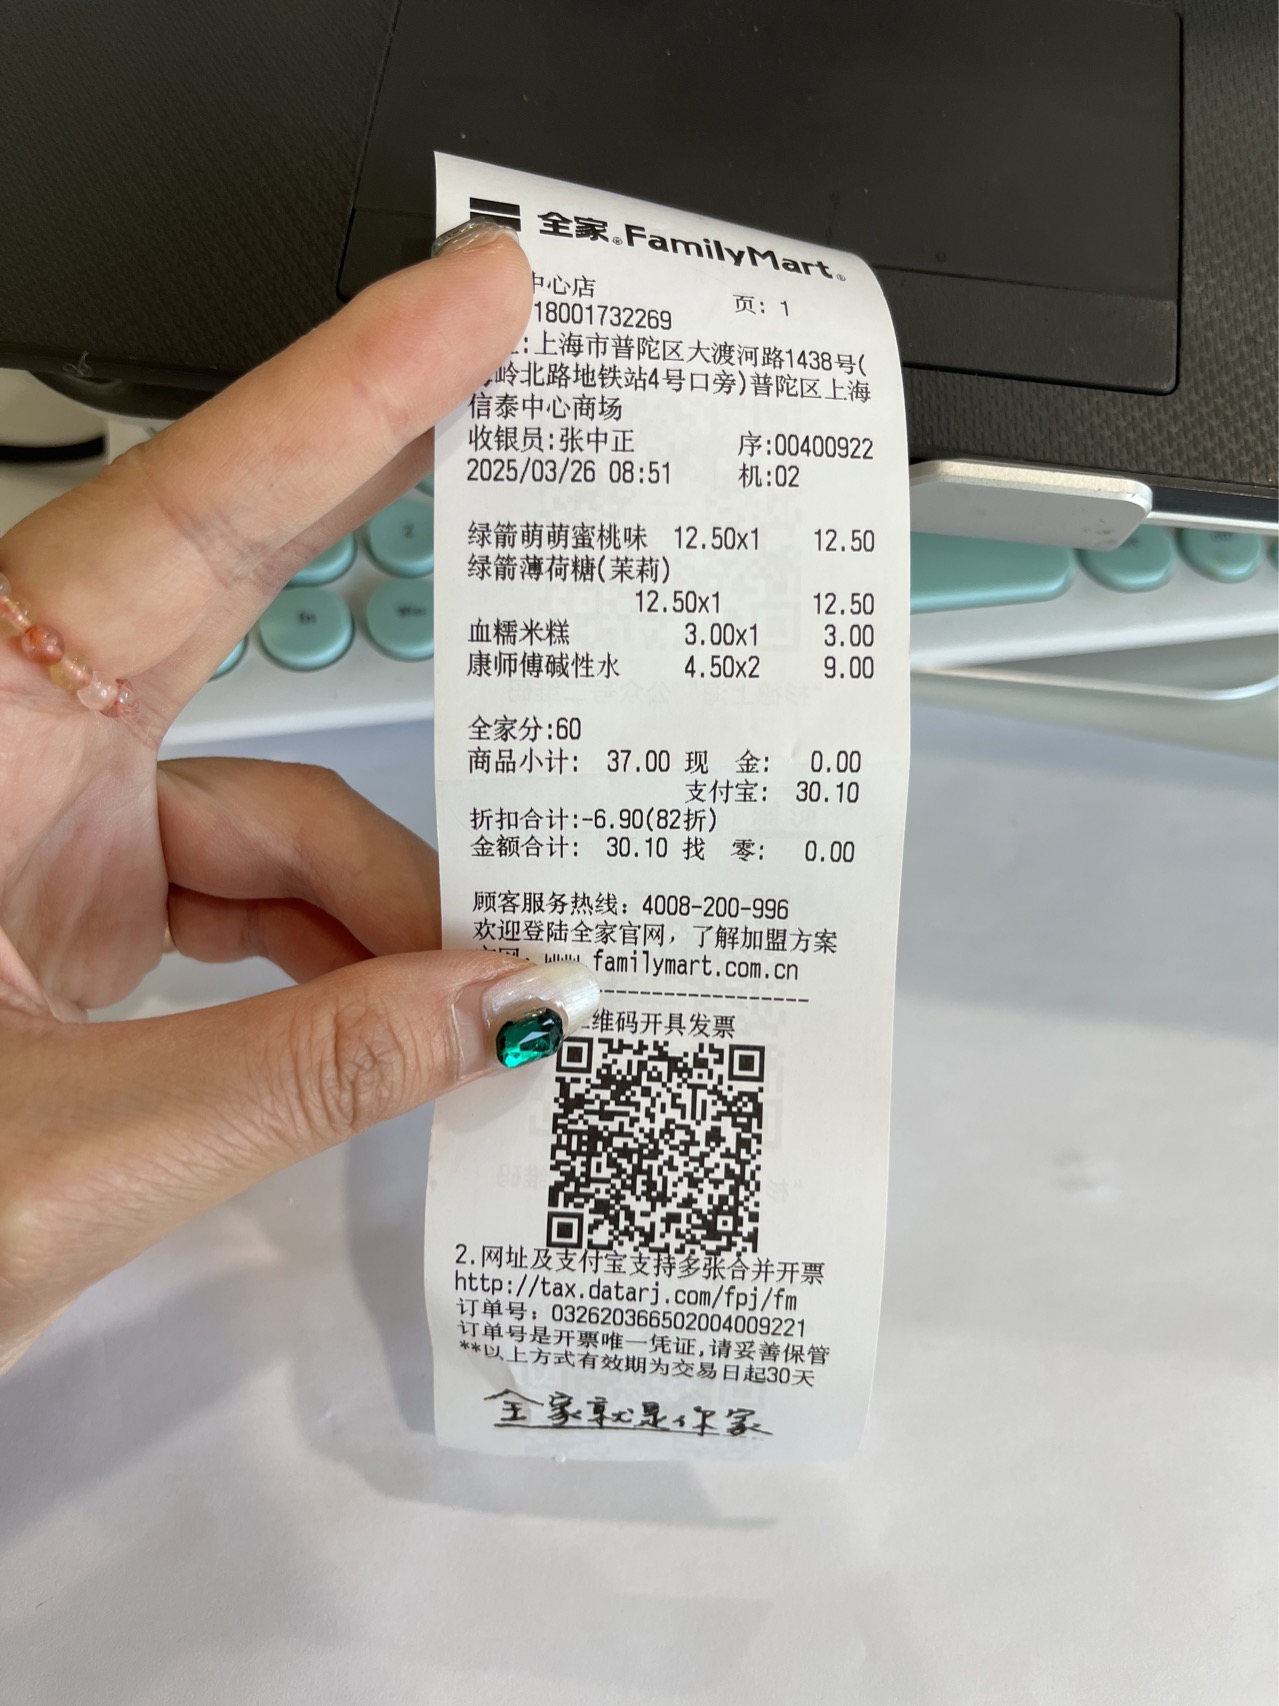 全家®FamilyMart®
中心店 页: 1
18001732269
:上海市普陀区大渡河路1438号(
岭北路地铁站4号口旁)普陀区上海
信泰中心商场
收银员:张中正 序:00400922
2025/03/26 08:51 机:02
绿箭萌萌蜜桃味 12.50x1 12.50
绿箭薄荷糖(茉莉)
12.50x1 12.50
血糯米糕 3.00x1 3.00
康师傅碱性水 4.50x2 9.00
全家分:60
商品小计: 37.00 现 金: 0.00
支付宝: 30.10
折扣合计:-6.90(82折)
金额合计: 30.10 找 零: 0.00
顾客服务热线: 4008-200-996
欢迎登陆全家官网, 了解加盟方案
www.familymart.com.cn
维码开具发票
2.网址及支付宝支持多张合并开票
http://tax.datarj.com/fpj/fm
订单号: 032620366502004009221
订单号是开票唯一凭证,请妥善保管
**以上方式有效期为交易日起30天
全家就是你家